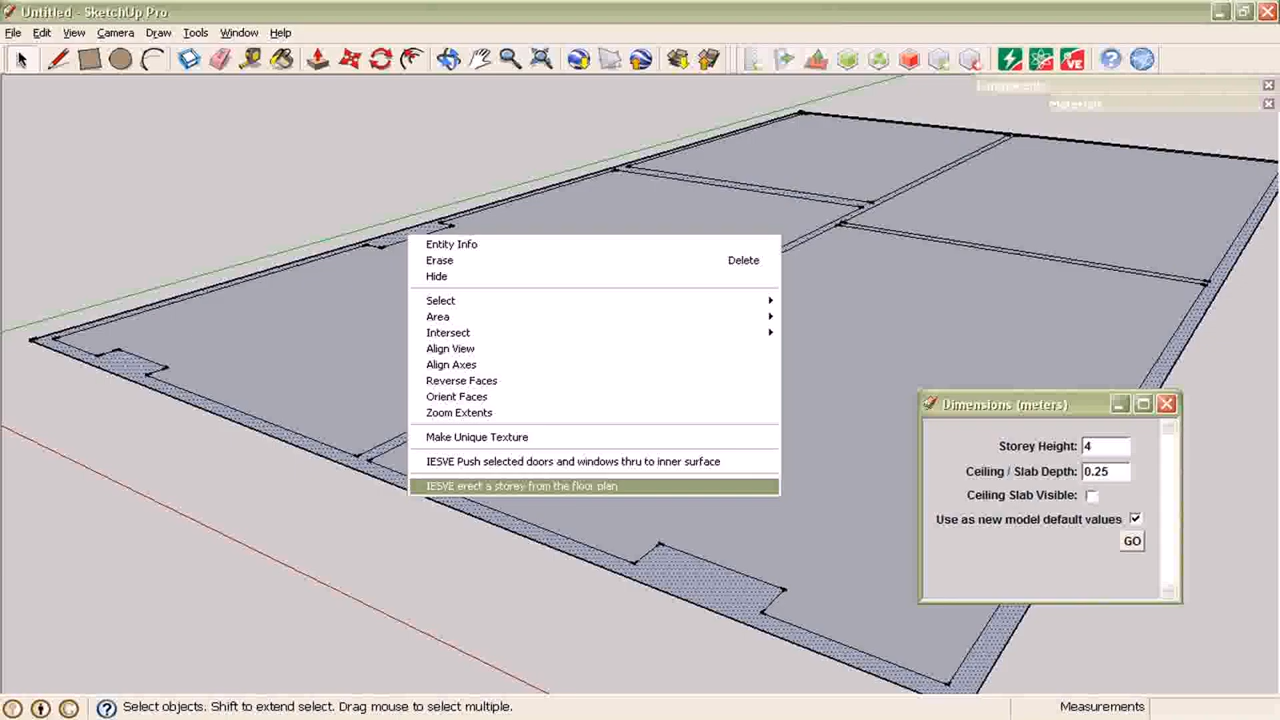 Untitled - SketchUp Pro
File Edit View Camera Draw Tools Window Help
VE
Materials
Entity Info
Erase Delete
Hide
Select
Area
Intersect
Align View
Align Axes
Reverse Faces
Orient Faces
Zoom Extents
Make Unique Texture
IESVE Push selected doors and windows thru to inner surface
IESVE erect a storey from the floor plan
Dimensions (meters)
Storey Height: 4
Ceiling / Slab Depth: 0.25
Ceiling Slab Visible:
Use as new model default values
GO
Select objects. Shift to extend select. Drag mouse to select multiple.
Measurements